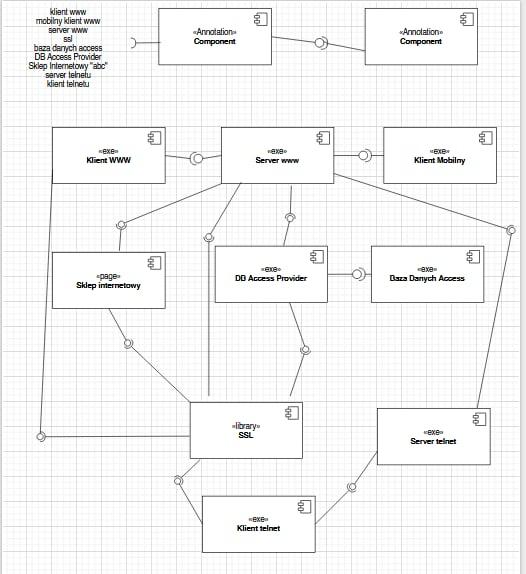 klient www
mobilny klient www
server www
ssl
baza danych access
DB Access Provider
Sklep Internetowy "abc"
server telnetu
klient telnetu
«Annotation»
Component
«Annotation»
Component
«exe»
Klient WWW
«exe»
Server www
«exe»
Klient Mobilny
«page»
Sklep internetowy
«exe»
DB Access Provider
«exe»
Baza Danych Access
«library»
SSL
«exe»
Server telnet
«exe»
Klient telnet